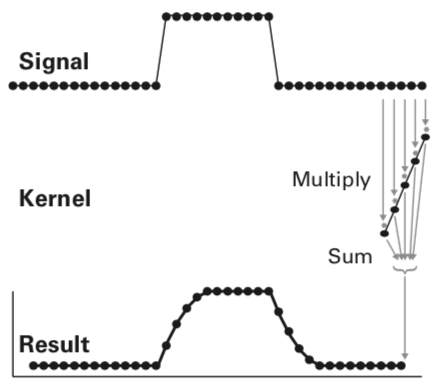 Signal
Multiply
Kernel
Sum
Result